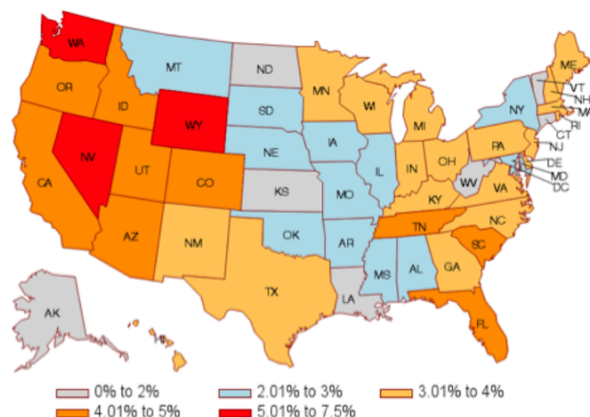 WA
MT
ND
MN
ME
VT
NH
MA
RI
CT
OR
ID
WY
SD
WI
MI
NY
NJ
PA
DE
MD
DC
NV
UT
CO
NE
IA
IL
IN
OH
WV
VA
CA
KS
MO
KY
NC
AZ
NM
OK
AR
TN
SC
TX
LA
MS
AL
GA
FL
AK
0% to 2%
2.01% to 3%
3.01% to 4%
4.01% to 5%
5.01% to 7.5%